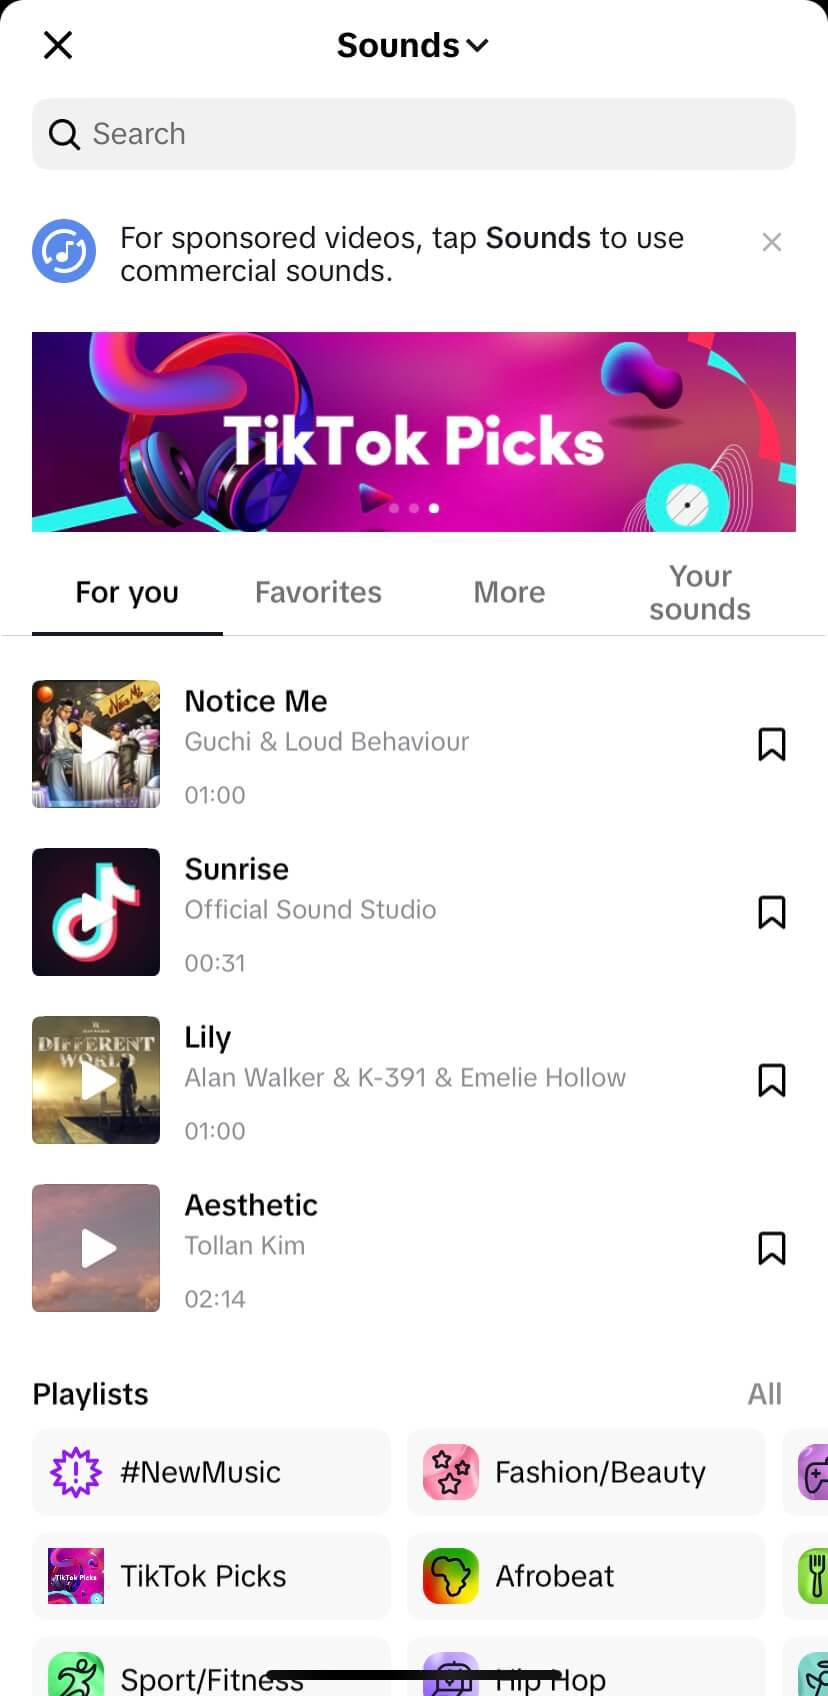 Sounds
Search
For sponsored videos, tap Sounds to use
commercial sounds.
TikTok Picks
For you
Favorites
More
Your
sounds
Notice Me
Guchi & Loud Behaviour
01:00
Sunrise
Official Sound Studio
00:31
DIFFERENT
WORLD
Lily
Alan Walker & K-391 & Emelie Hollow
01:00
Aesthetic
Tollan Kim
02:14
Playlists
All
#NewMusic
Fashion/Beauty
TikTok Picks
TikTok Picks
Afrobeat
Sport/Fitness
Hip Hop